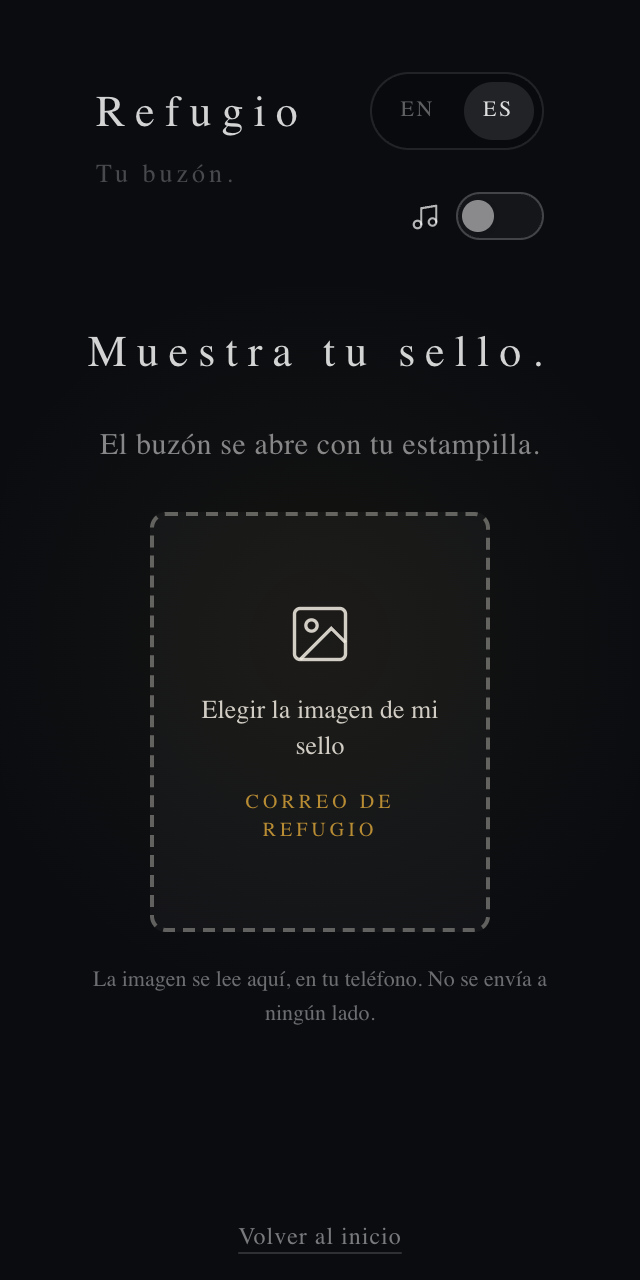 Refugio
EN ES
Tu buzón.
Muestra tu sello.
El buzón se abre con tu estampilla.
Elegir la imagen de mi
sello
CORREO DE
REFUGIO
La imagen se lee aquí, en tu teléfono. No se envía a
ningún lado.
Volver al inicio